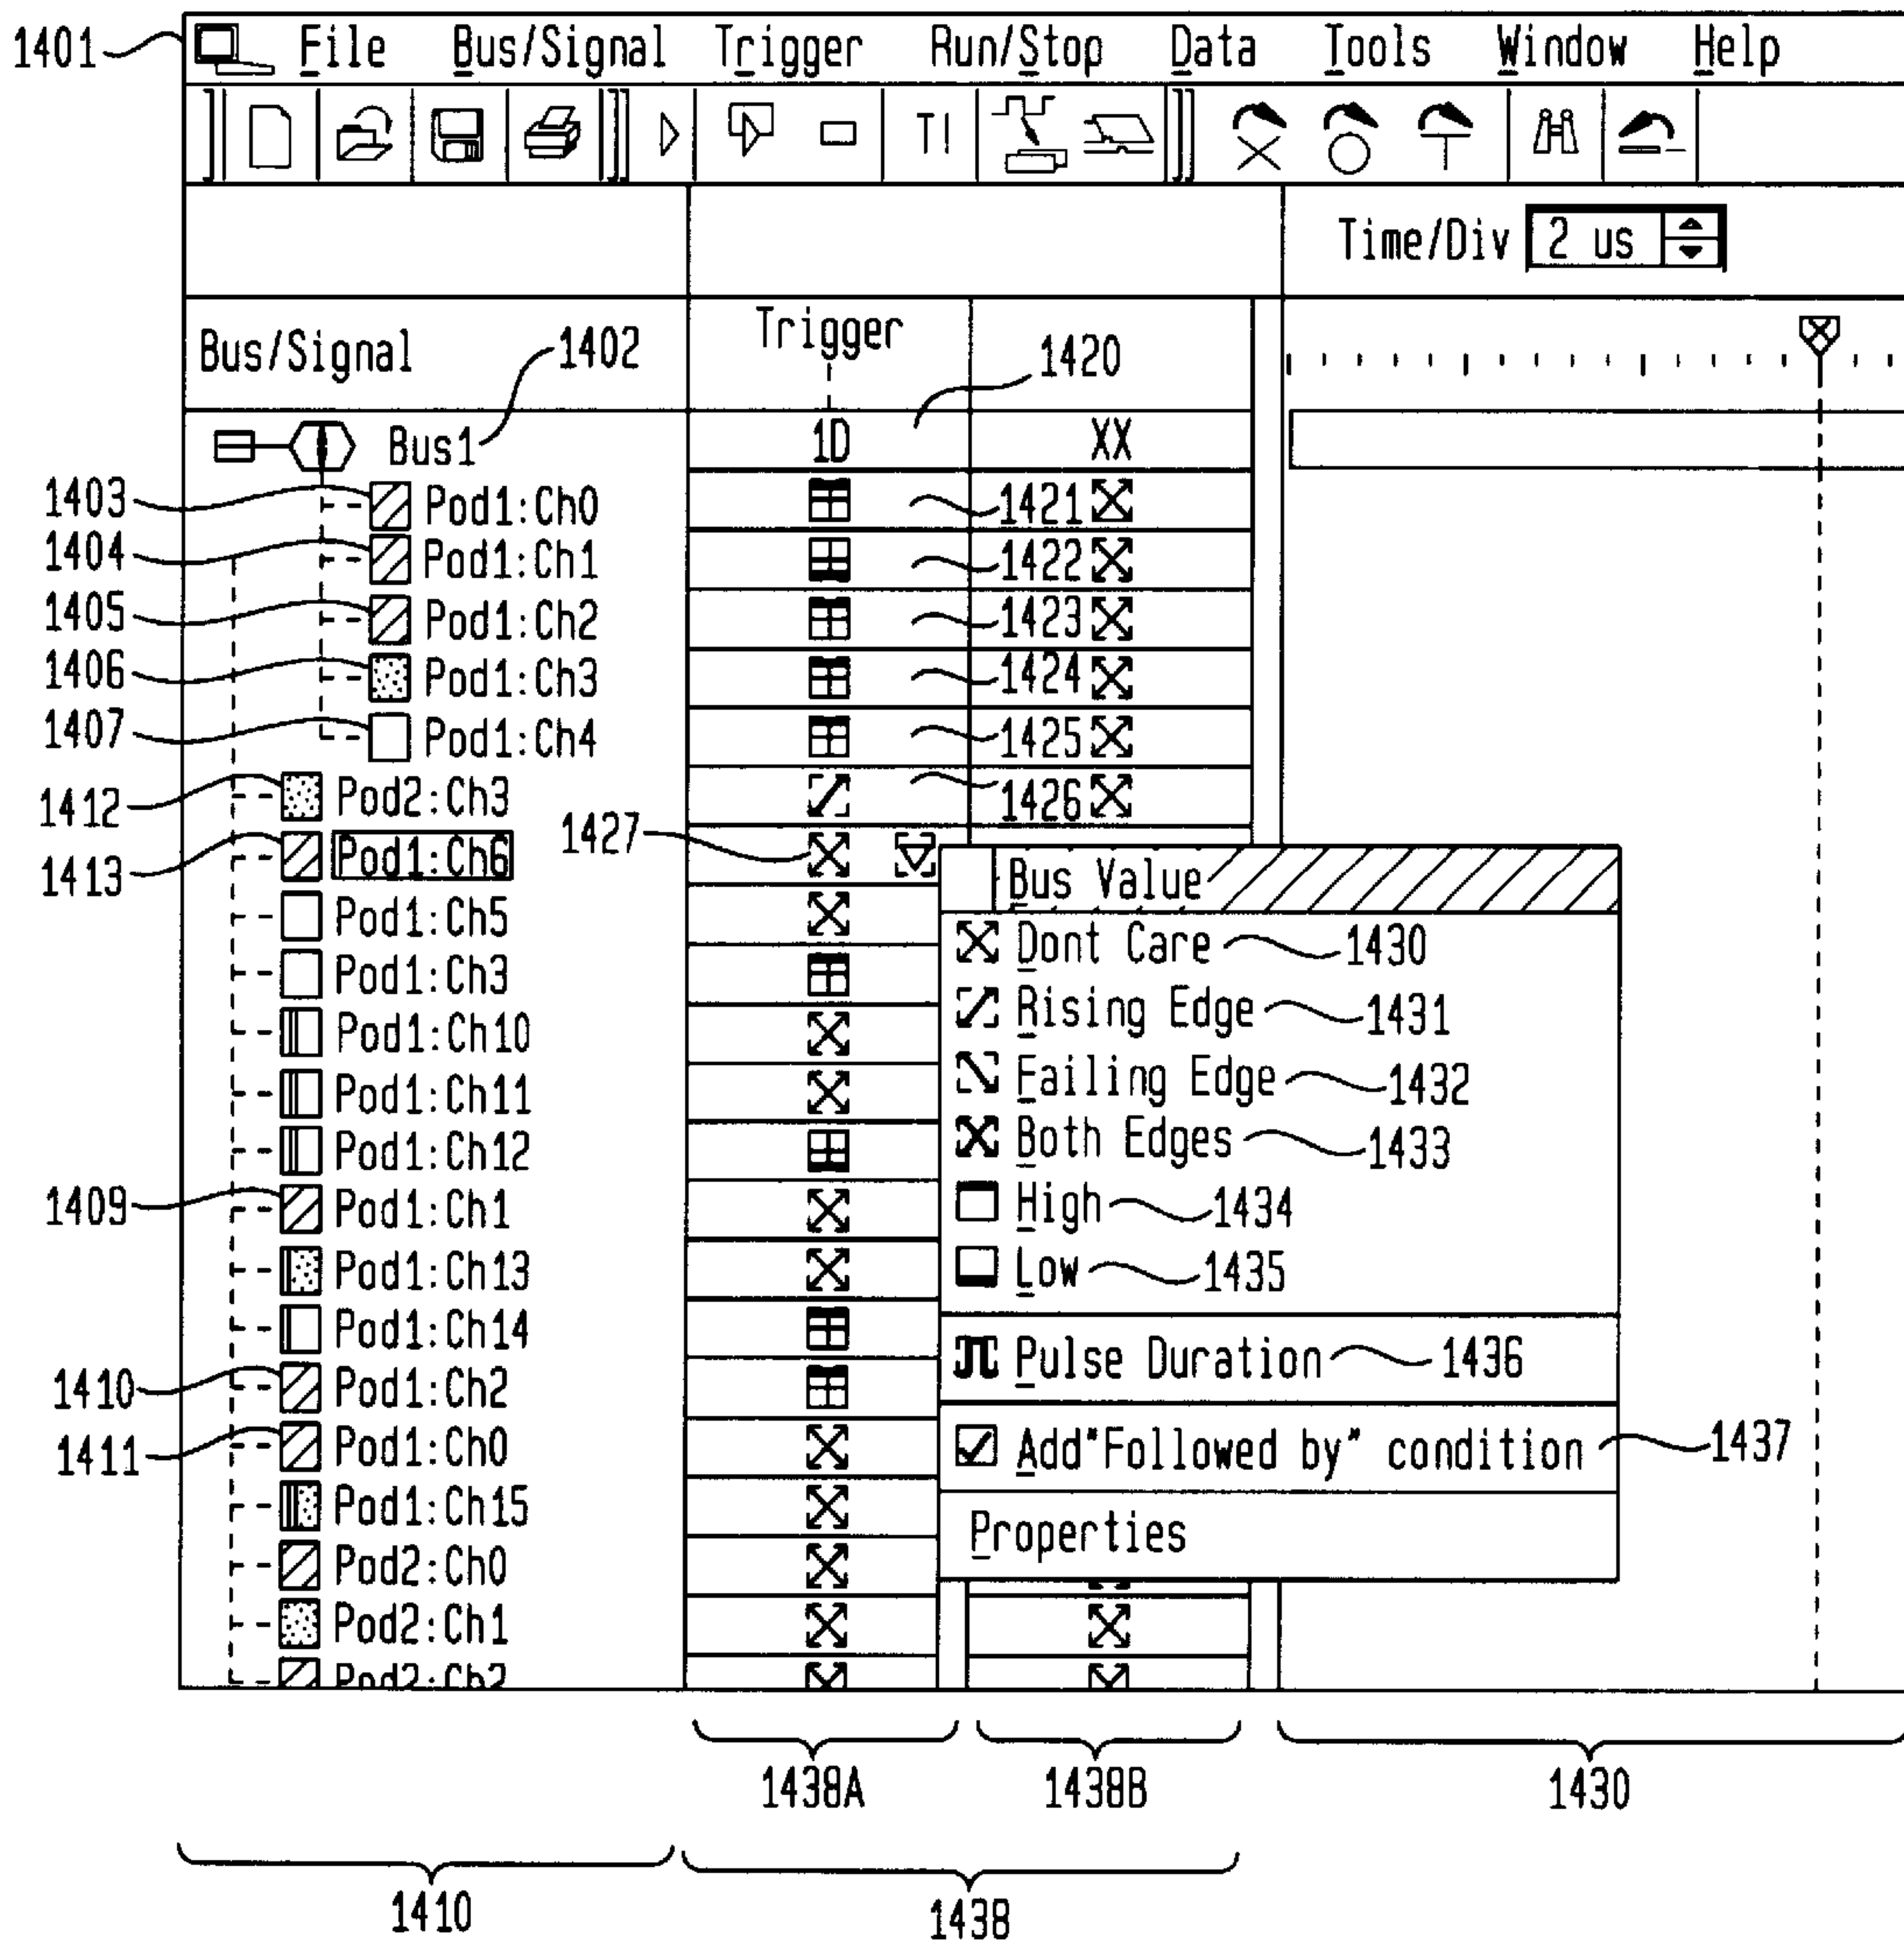 1401 File Bus/Signal Trigger Run/Stop Data Tools Window Help
T!
Time/Div 2 us
Bus/Signal 1402 Trigger 1420
Bus1 1D XX
1403 Pod1:Ch0 1421
1404 Pod1:Ch1 1422
1405 Pod1:Ch2 1423
1406 Pod1:Ch3 1424
1407 Pod1:Ch4 1425
1412 Pod2:Ch3 1426
1413 Pod1:Ch6 1427
Bus Value
Pod1:Ch5
Dont Care 1430
Pod1:Ch3
Rising Edge 1431
Pod1:Ch10
Failing Edge 1432
Pod1:Ch11
Both Edges 1433
Pod1:Ch12
High 1434
1409 Pod1:Ch1
Low 1435
Pod1:Ch13
Pod1:Ch14
Pulse Duration 1436
1410 Pod1:Ch2
1411 Pod1:Ch0
Add"Followed by" condition 1437
Pod1:Ch15
Properties
Pod2:Ch0
Pod2:Ch1
Pod2:Ch2
1438A 1438B 1430
1410 1438